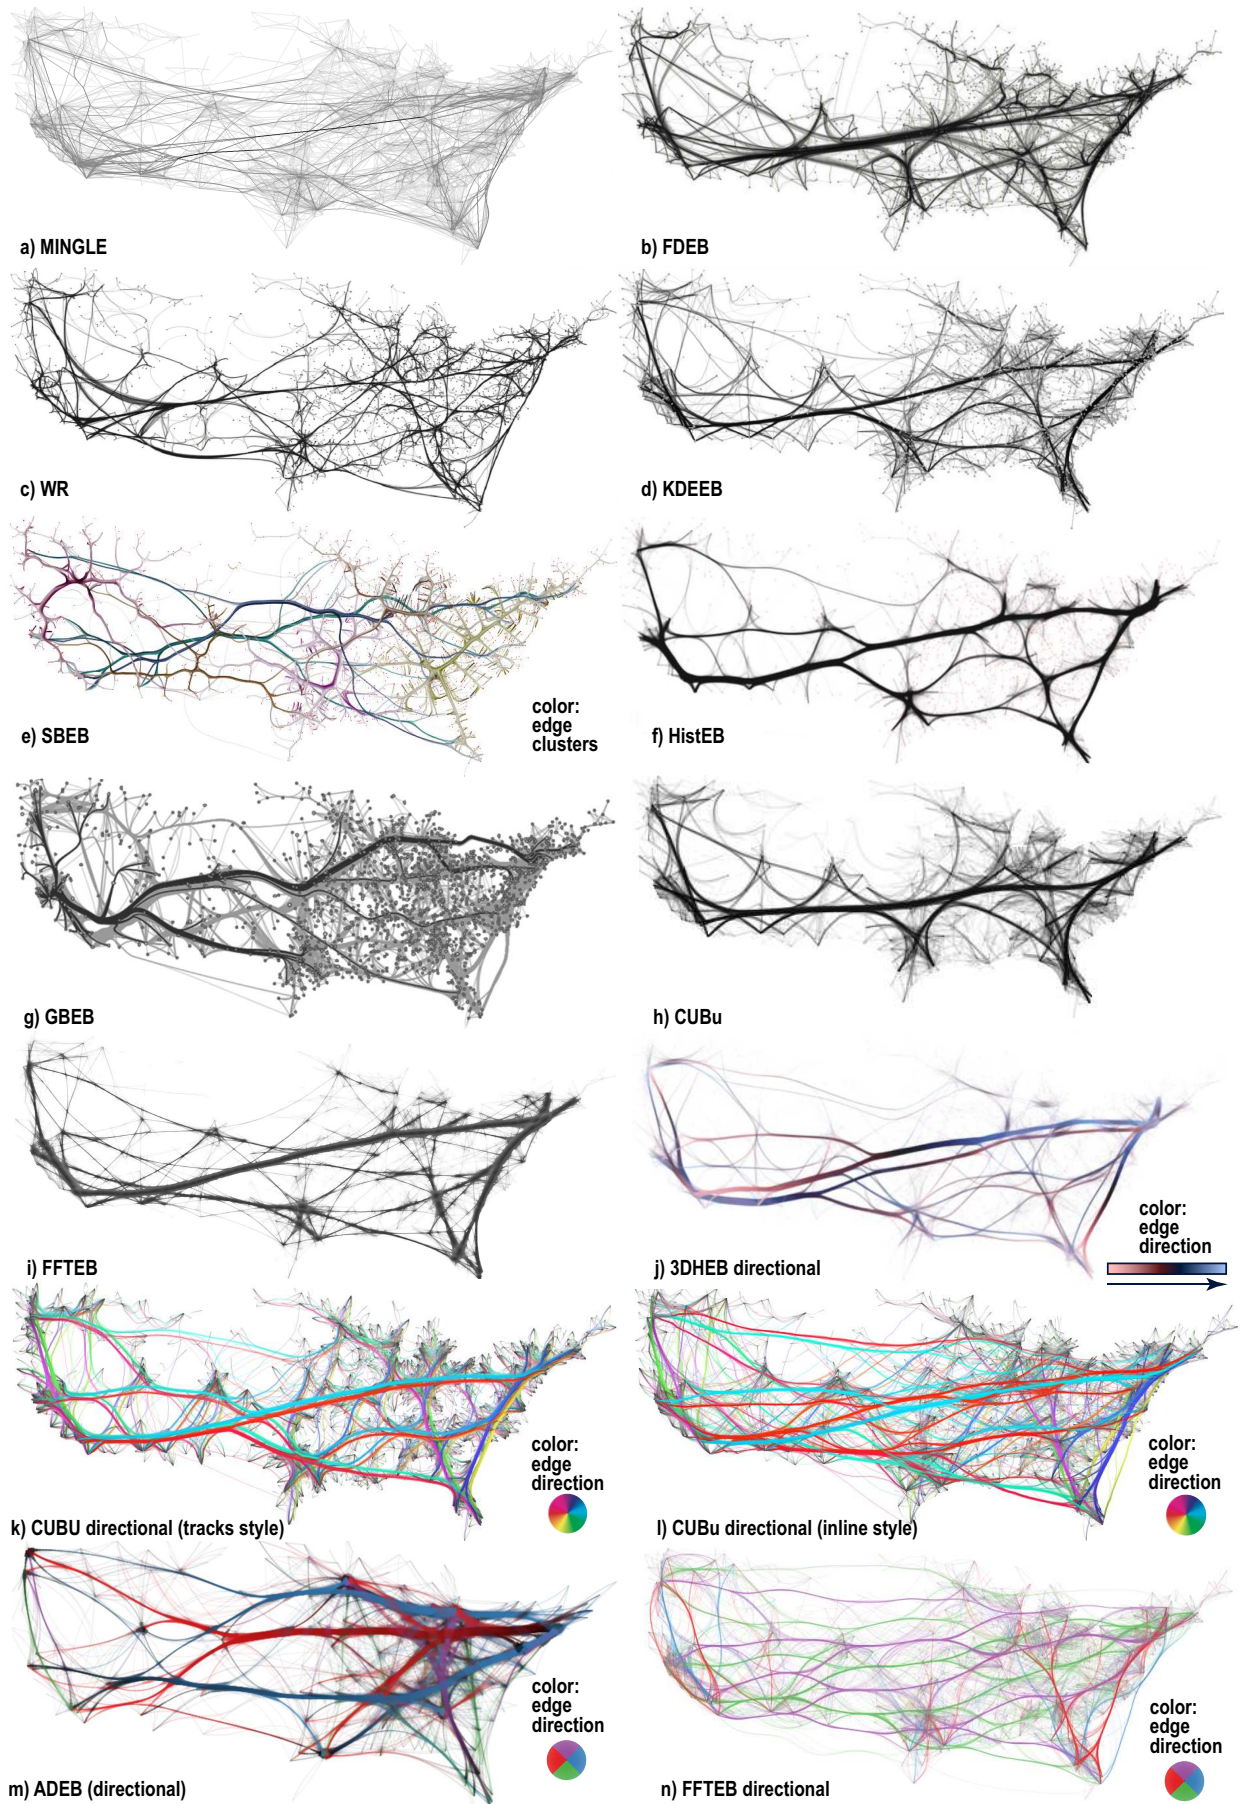 a) MINGLE
b) FDEB
c) WR
d) KDEEB
color:
edge
clusters
e) SBEB
f) HistEB
g) GBEB
h) CUBu
color:
edge
direction
i) FFTEB
j) 3DHEB directional
color:
edge
direction
color:
edge
direction
k) CUBU directional (tracks style)
l) CUBu directional (inline style)
color:
edge
direction
color:
edge
direction
m) ADEB (directional)
n) FFTEB directional